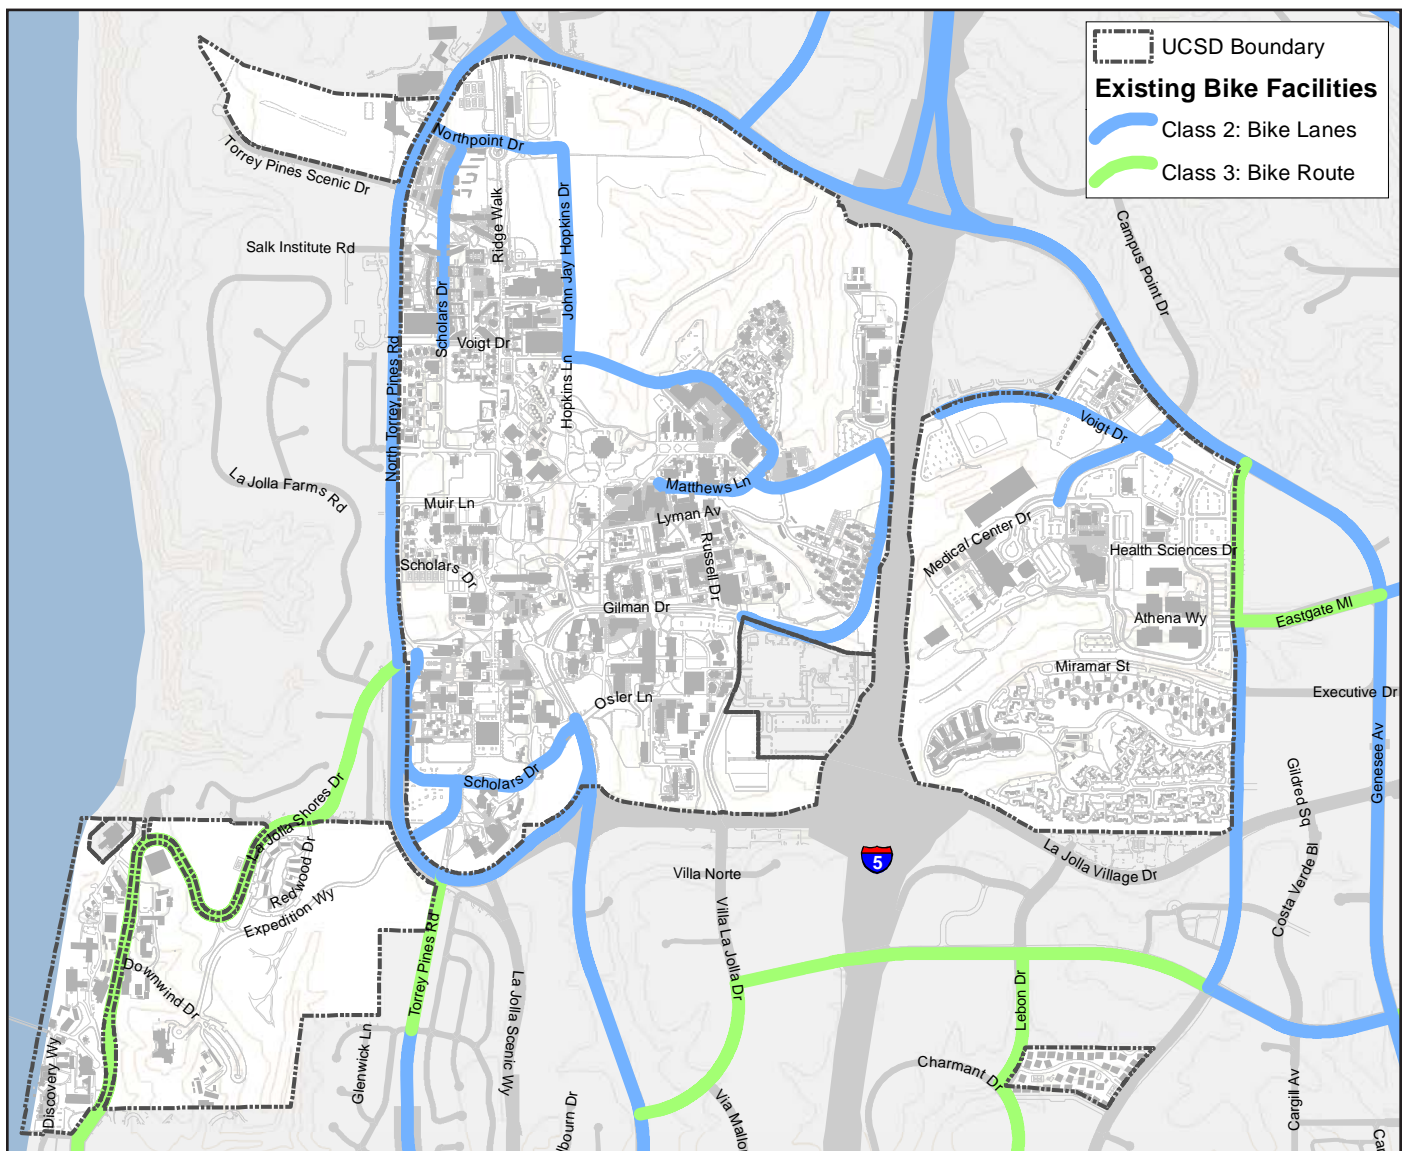 UCSD Boundary
Existing Bike Facilities
Class 2: Bike Lanes
Class 3: Bike Route
Northpoint Dr
Torrey Pines Scenic Dr
Ridge Walk
John Jay Hopkins Dr
Salk Institute Rd
Campus Point Dr
Scholars Dr
Voigt Dr
North Torrey Pines Rd
Hopkins Ln
Voigt Dr
La Jolla Farms Rd
Matthews Ln
Muir Ln
Lyman Av
Medical Center Dr
Health Sciences Dr
Scholars Dr
Russell Dr
Gilman Dr
Athena Wy
Eastgate Ml
Miramar St
Executive Dr
Osler Ln
Genesee Av
Scholars Dr
Gildred Sq
La Jolla Shores Dr
Redwood Dr
Expedition Wy
Villa Norte
5
La Jolla Village Dr
Costa Verde Bl
Torrey Pines Rd
Villa La Jolla Dr
Downwind Dr
La Jolla Scenic Wy
Lebon Dr
Discovery Wy
Glenwick Ln
Charmant Dr
Cargill Av
lbourn Dr
Via Mallo
Ca